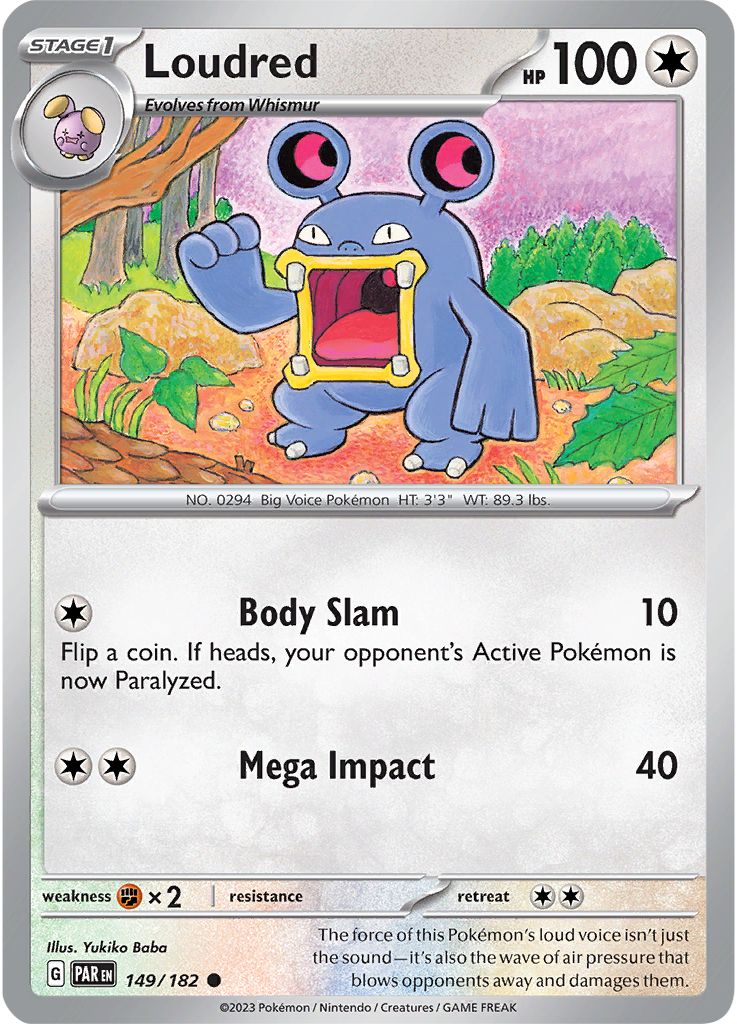 STAGE1
Loudred
HP 100
Evolves from Whismur
NO. 0294 Big Voice Pokémon HT: 3'3" WT: 89.3 lbs.
Body Slam 10
Flip a coin. If heads, your opponent's Active Pokémon is
now Paralyzed.
Mega Impact 40
weakness ×2 resistance retreat
Illus. Yukiko Baba
G PAR EN 149/182
The force of this Pokémon's loud voice isn't just
the sound—it's also the wave of air pressure that
blows opponents away and damages them.
©2023 Pokémon / Nintendo / Creatures / GAME FREAK